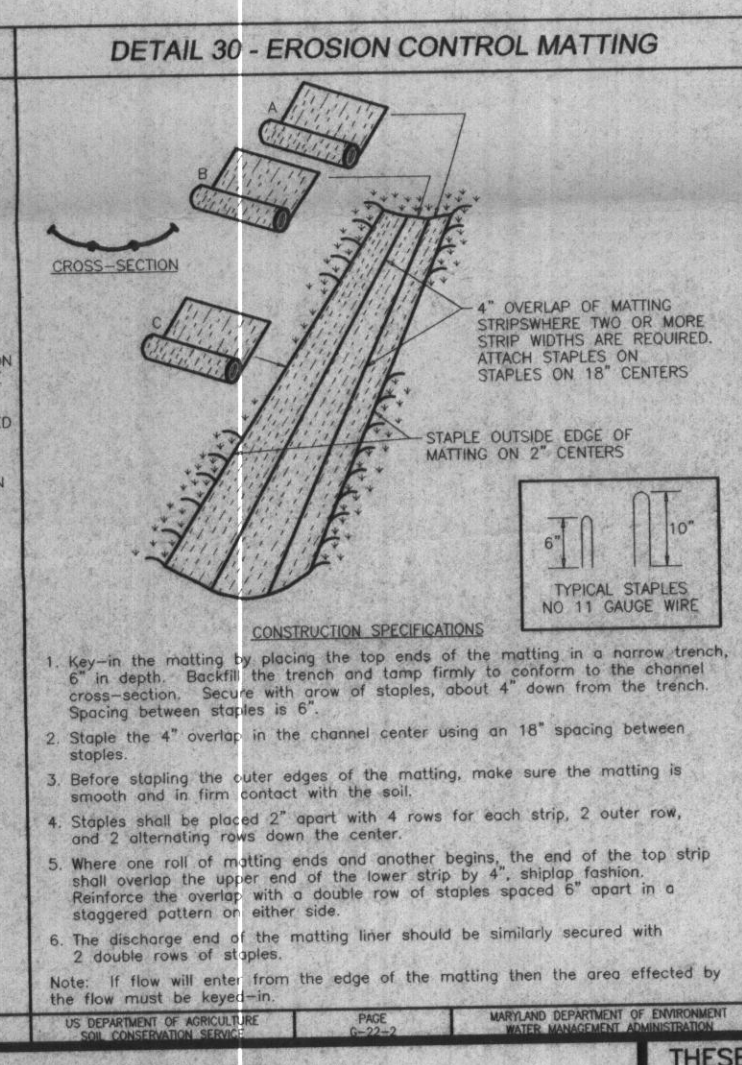 DETAIL 30 - EROSION CONTROL MATTING
A
B
CROSS-SECTION
C
4" OVERLAP OF MATTING
STRIPSWHERE TWO OR MORE
STRIP WIDTHS ARE REQUIRED.
ATTACH STAPLES ON
STAPLES ON 18" CENTERS
STAPLE OUTSIDE EDGE OF
MATTING ON 2" CENTERS
6"
10"
TYPICAL STAPLES
NO 11 GAUGE WIRE
CONSTRUCTION SPECIFICATIONS
1. Key-in the matting by placing the top ends of the matting in a narrow trench,
6" in depth. Backfill the trench and tamp firmly to conform to the channel
cross-section. Secure with arow of staples, about 4" down from the trench.
Spacing between staples is 6".
2. Staple the 4" overlap in the channel center using an 18" spacing between
staples.
3. Before stapling the outer edges of the matting, make sure the matting is
smooth and in firm contact with the soil.
4. Staples shall be placed 2" apart with 4 rows for each strip, 2 outer row,
and 2 alternating rows down the center.
5. Where one roll of matting ends and another begins, the end of the top strip
shall overlap the upper end of the lower strip by 4", shiplap fashion.
Reinforce the overlap with a double row of staples spaced 6" apart in a
staggered pattern on either side.
6. The discharge end of the matting liner should be similarly secured with
2 double rows of staples.
Note: If flow will enter from the edge of the matting then the area effected by
the flow must be keyed-in.
US DEPARTMENT OF AGRICULTURE
SOIL CONSERVATION SERVICE
PAGE
G-22-2
MARYLAND DEPARTMENT OF ENVIRONMENT
WATER MANAGEMENT ADMINISTRATION
THESE